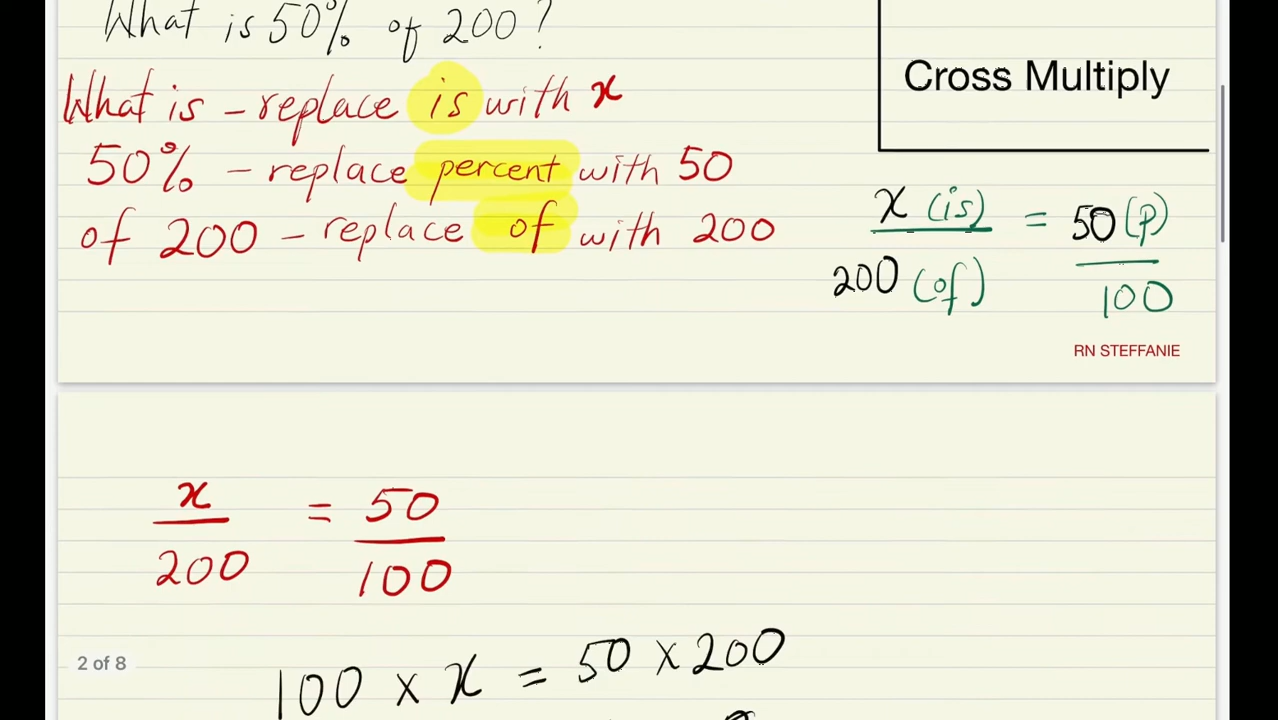 What is 50% of 200?
What is - replace is with x
50% - replace percent with 50
of 200 - replace of with 200
Cross Multiply
x (is) = 50 (p)
200 (of) 100
RN STEFFANIE
x = 50
200 100
100 × x = 50 × 200
2 of 8